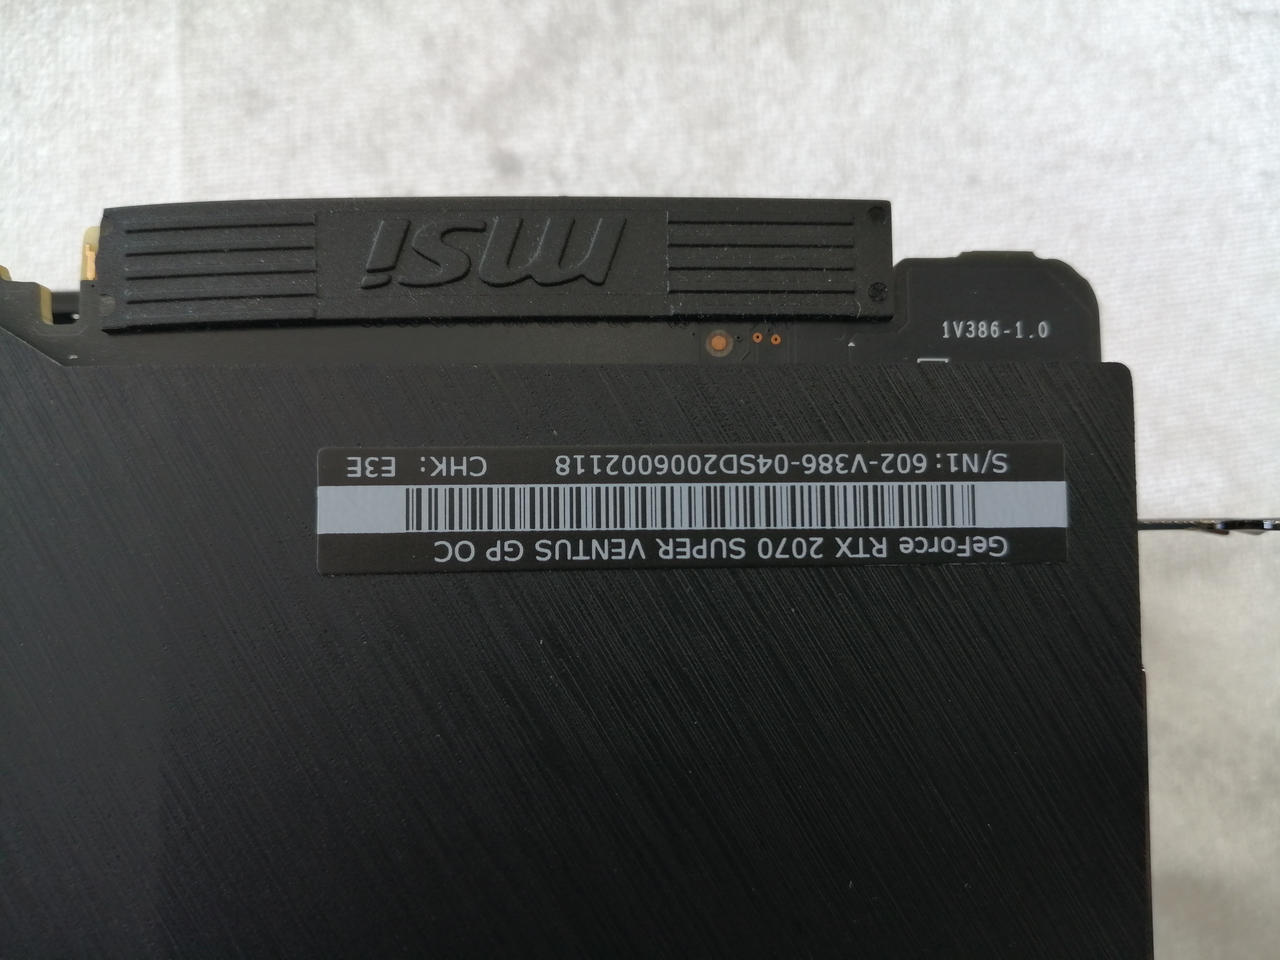 msi
1V386-1.0
GeForce RTX 2070 SUPER VENTUS GP OC
S/N1: 602-V386-04SD2006002118 CHK: E3E